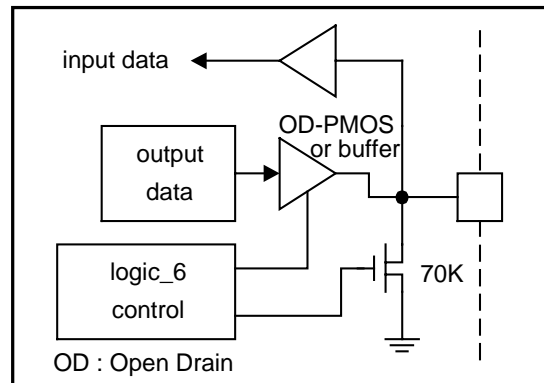 input data
OD-PMOS
or buffer
output
data
logic_6
control
70K
OD : Open Drain